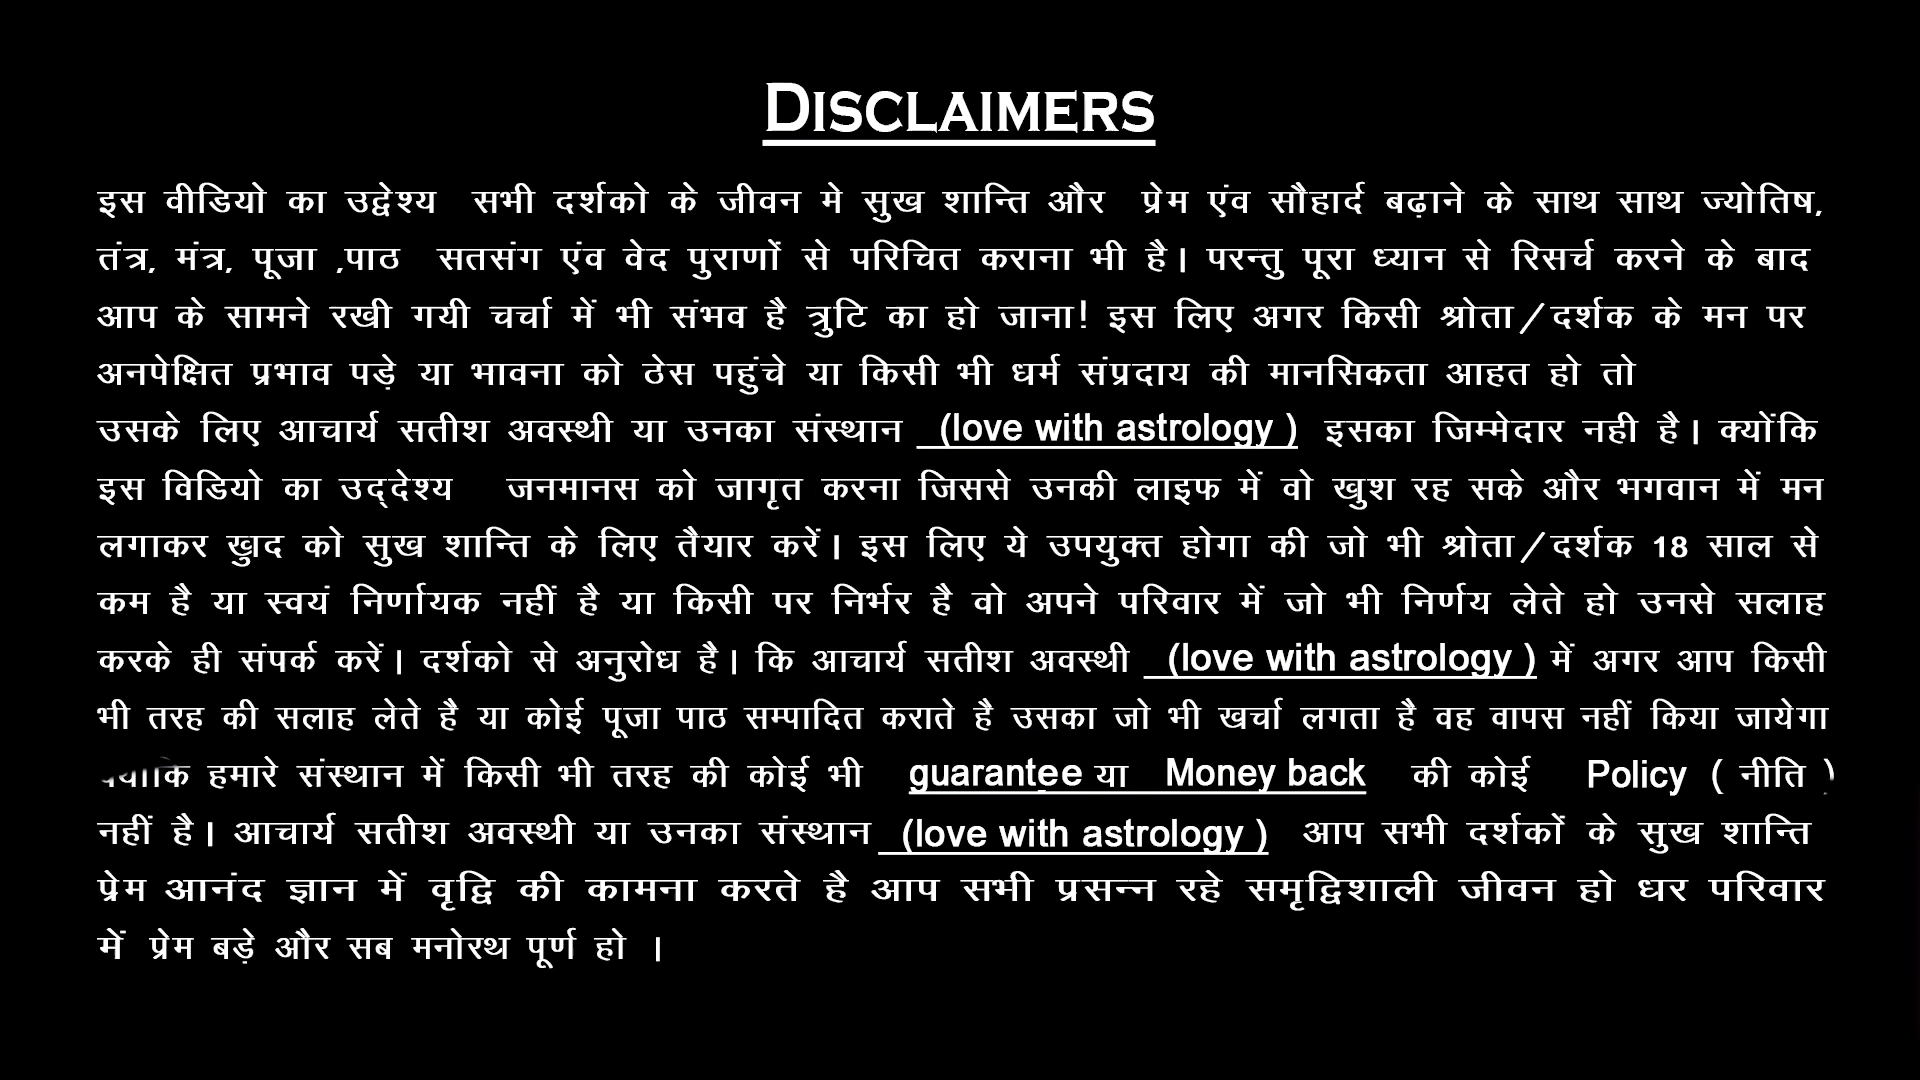 DISCLAIMERS
इस वीडियो का उद्वेश्य सभी दर्शको के जीवन मे सुख शान्ति और प्रेम एंव सौहार्द बढ़ाने के साथ साथ ज्योतिष,
तंत्र, मंत्र, पूजा ,पाठ सतसंग एंव वेद पुराणों से परिचित कराना भी है। परन्तु पूरा ध्यान से रिसर्च करने के बाद
आप के सामने रखी गयी चर्चा में भी संभव है त्रुटि का हो जाना! इस लिए अगर किसी श्रोता/दर्शक के मन पर
अनपेक्षित प्रभाव पड़े या भावना को ठेस पहुंचे या किसी भी धर्म संप्रदाय की मानसिकता आहत हो तो
उसके लिए आचार्य सतीश अवस्थी या उनका संस्थान (love with astrology ) इसका जिम्मेदार नही है। क्योंकि
इस विडियो का उद्देश्य जनमानस को जागृत करना जिससे उनकी लाइफ में वो खुश रह सके और भगवान में मन
लगाकर खुद को सुख शान्ति के लिए तैयार करें। इस लिए ये उपयुक्त होगा की जो भी श्रोता/दर्शक 18 साल से
कम है या स्वयं निर्णायक नहीं है या किसी पर निर्भर है वो अपने परिवार में जो भी निर्णय लेते हो उनसे सलाह
करके ही संपर्क करें। दर्शको से अनुरोध है। कि आचार्य सतीश अवस्थी (love with astrology ) में अगर आप किसी
भी तरह की सलाह लेते है या कोई पूजा पाठ सम्पादित कराते है उसका जो भी खर्चा लगता है वह वापस नहीं किया जायेगा
हमारे संस्थान में किसी भी तरह की कोई भी guarantee या Money back की कोई Policy ( नीति )
नहीं है। आचार्य सतीश अवस्थी या उनका संस्थान (love with astrology ) आप सभी दर्शकों के सुख शान्ति
प्रेम आनंद ज्ञान में वृद्वि की कामना करते है आप सभी प्रसन्न रहे समृद्विशाली जीवन हो धर परिवार
में प्रेम बड़े और सब मनोरथ पूर्ण हो ।